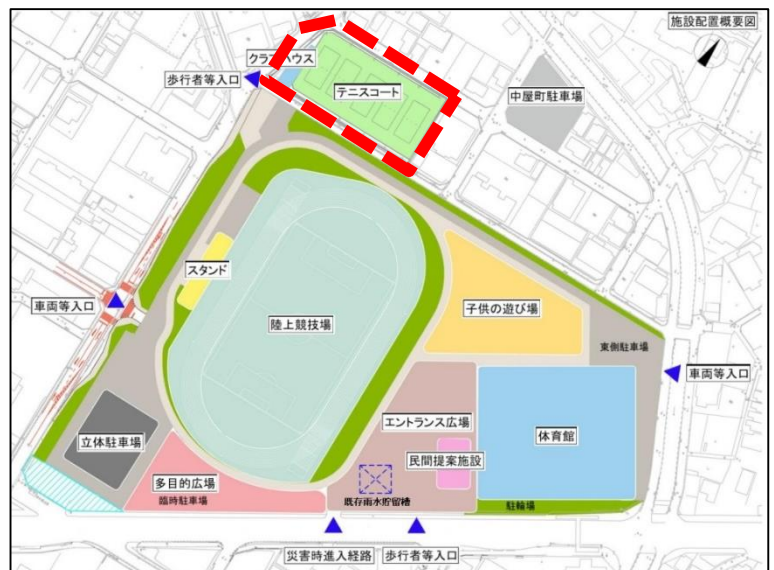 施設配置概要図
クラブハウス
歩行者等入口
テニスコート
中屋町駐車場
スタンド
車両等入口
陸上競技場
子供の遊び場
東側駐車場
車両等入口
エントランス広場
体育館
立体駐車場
民間提案施設
多目的広場
臨時駐車場
既存雨水貯留槽
駐輪場
災害時進入経路
歩行者等入口